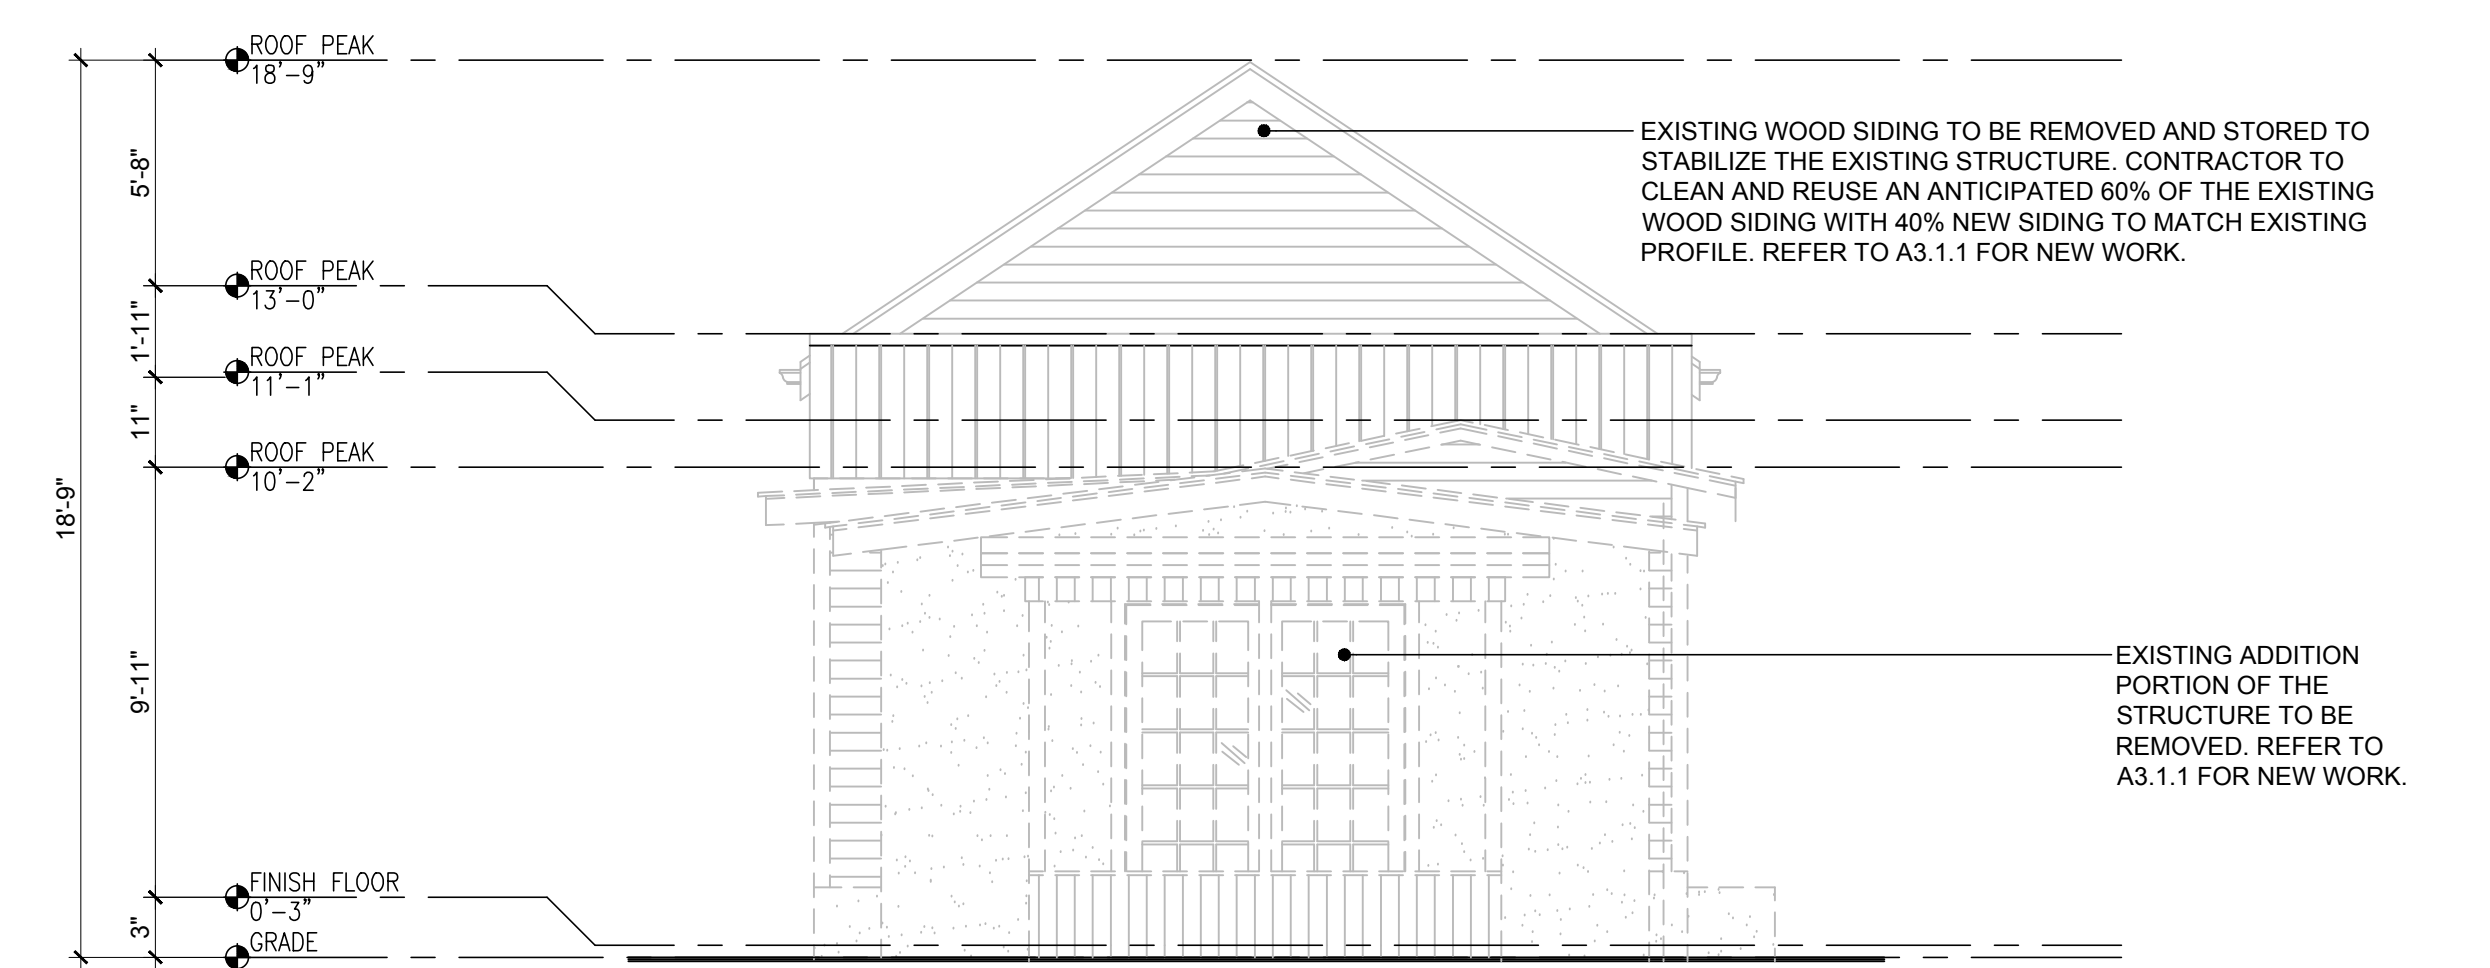 ROOF PEAK
18'-9"
EXISTING WOOD SIDING TO BE REMOVED AND STORED TO
STABILIZE THE EXISTING STRUCTURE. CONTRACTOR TO
CLEAN AND REUSE AN ANTICIPATED 60% OF THE EXISTING
WOOD SIDING WITH 40% NEW SIDING TO MATCH EXISTING
PROFILE. REFER TO A3.1.1 FOR NEW WORK.
5'-8"
ROOF PEAK
13'-0"
1'-11"
ROOF PEAK
11'-1"
11"
ROOF PEAK
10'-2"
18'-9"
9'-11"
EXISTING ADDITION
PORTION OF THE
STRUCTURE TO BE
REMOVED. REFER TO
A3.1.1 FOR NEW WORK.
FINISH FLOOR
0'-3"
3"
GRADE